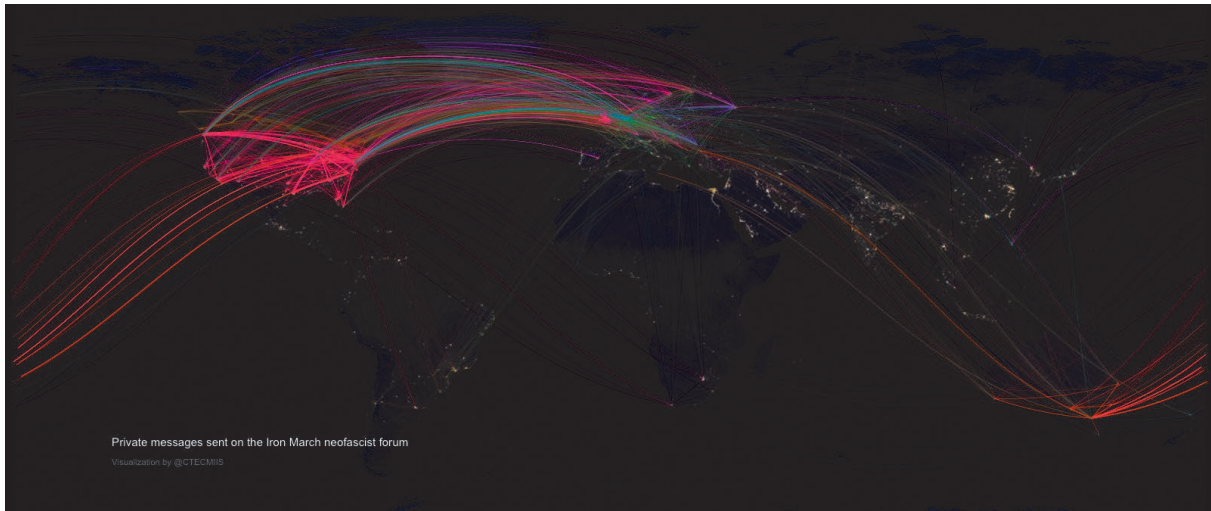 Private messages sent on the Iron March neofascist forum
Visualization by @CTECMIIS